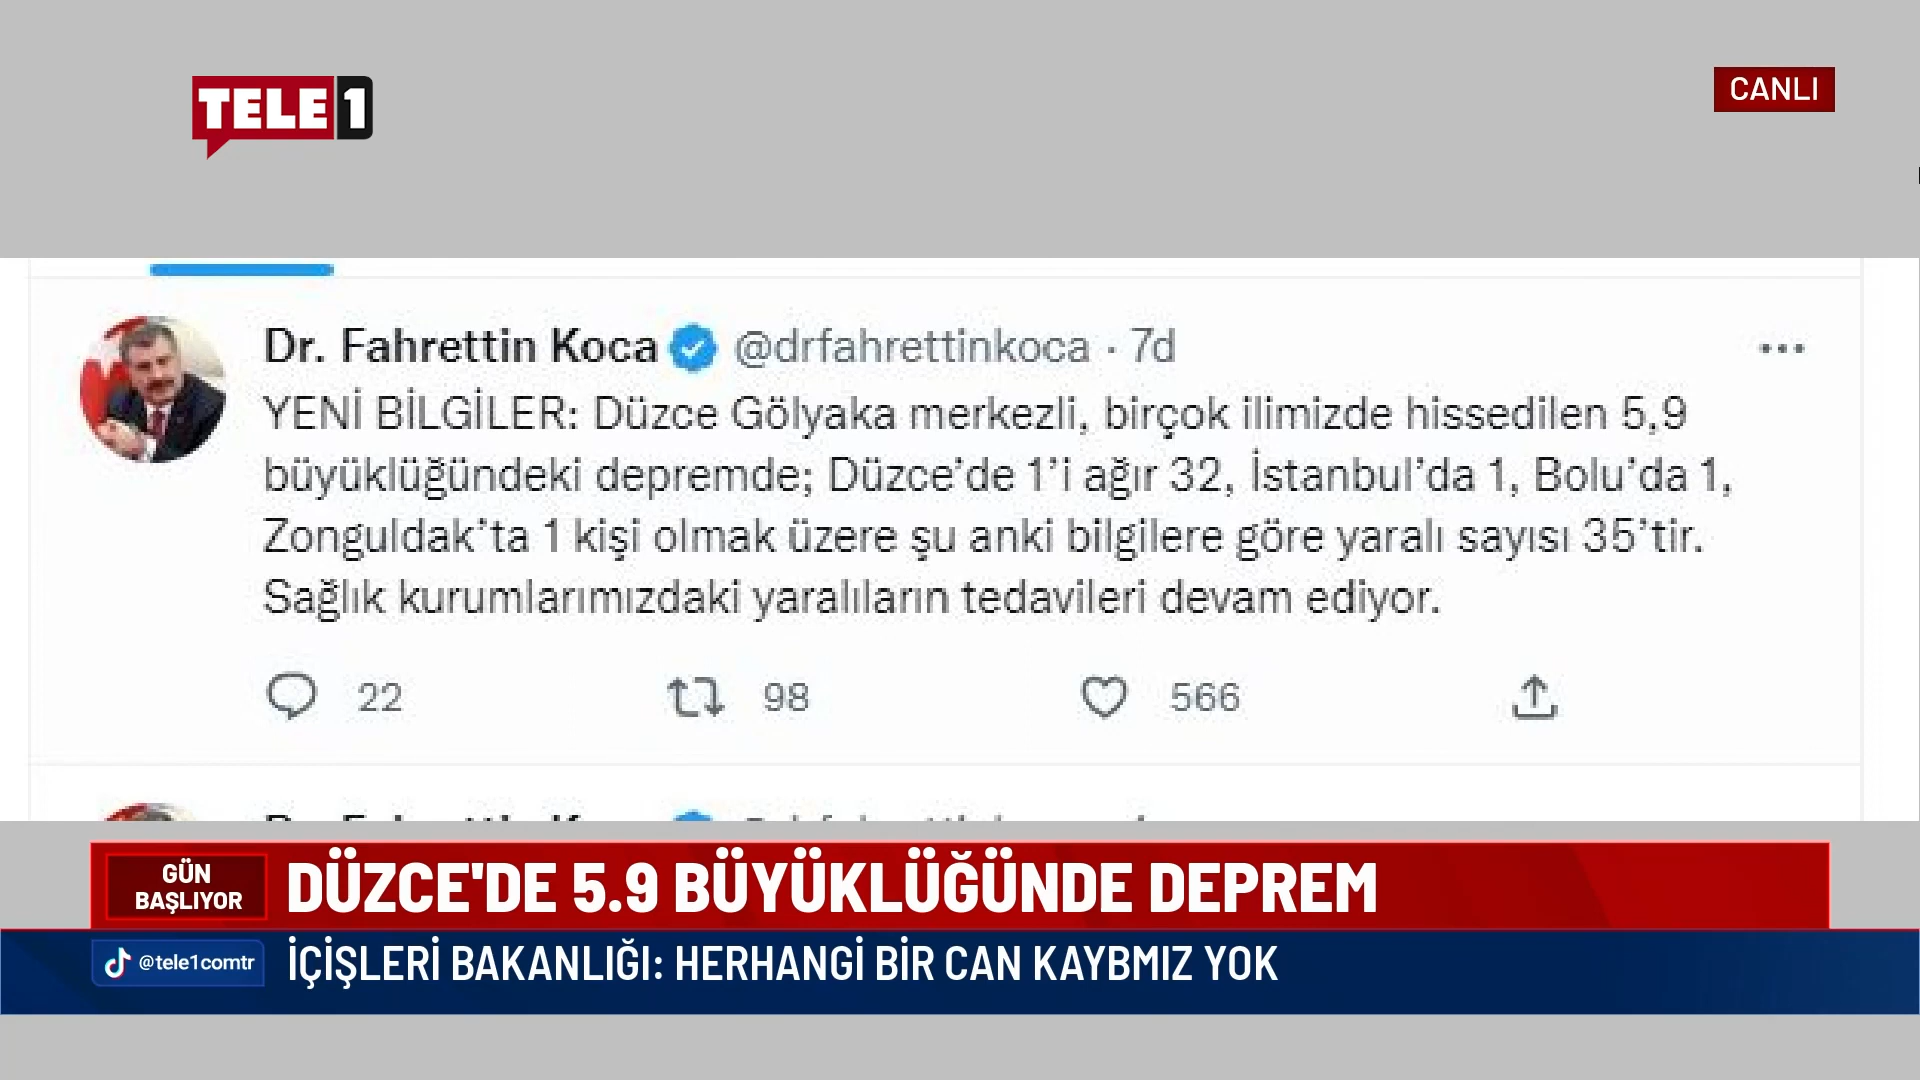 TELE1
CANLI
Dr. Fahrettin Koca @drfahrettinkoca · 7d
YENİ BİLGİLER: Düzce Gölyaka merkezli, birçok ilimizde hissedilen 5,9
büyüklüğündeki depremde; Düzce’de 1’i ağır 32, İstanbul’da 1, Bolu’da 1,
Zonguldak’ta 1 kişi olmak üzere şu anki bilgilere göre yaralı sayısı 35’tir.
Sağlık kurumlarımızdaki yaralıların tedavileri devam ediyor.
22 98 566
GÜN
BAŞLIYOR
DÜZCE'DE 5.9 BÜYÜKLÜĞÜNDE DEPREM
@tele1comtr
İÇİŞLERİ BAKANLIĞI: HERHANGİ BİR CAN KAYBMIZ YOK